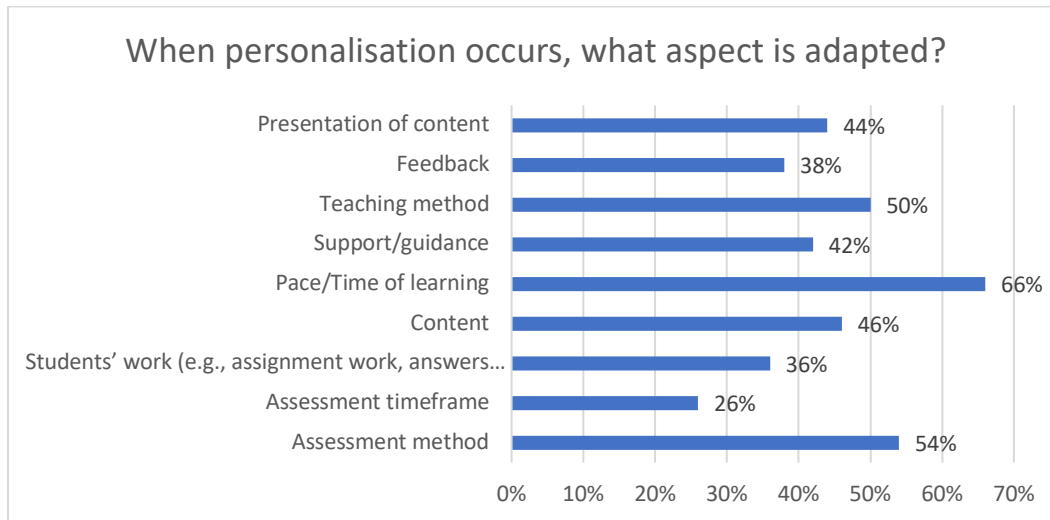 When personalisation occurs, what aspect is adapted?
Presentation of content 44%
Feedback 38%
Teaching method 50%
Support/guidance 42%
Pace/Time of learning 66%
Content 46%
Students’ work (e.g., assignment work, answers... 36%
Assessment timeframe 26%
Assessment method 54%
0% 10% 20% 30% 40% 50% 60% 70%